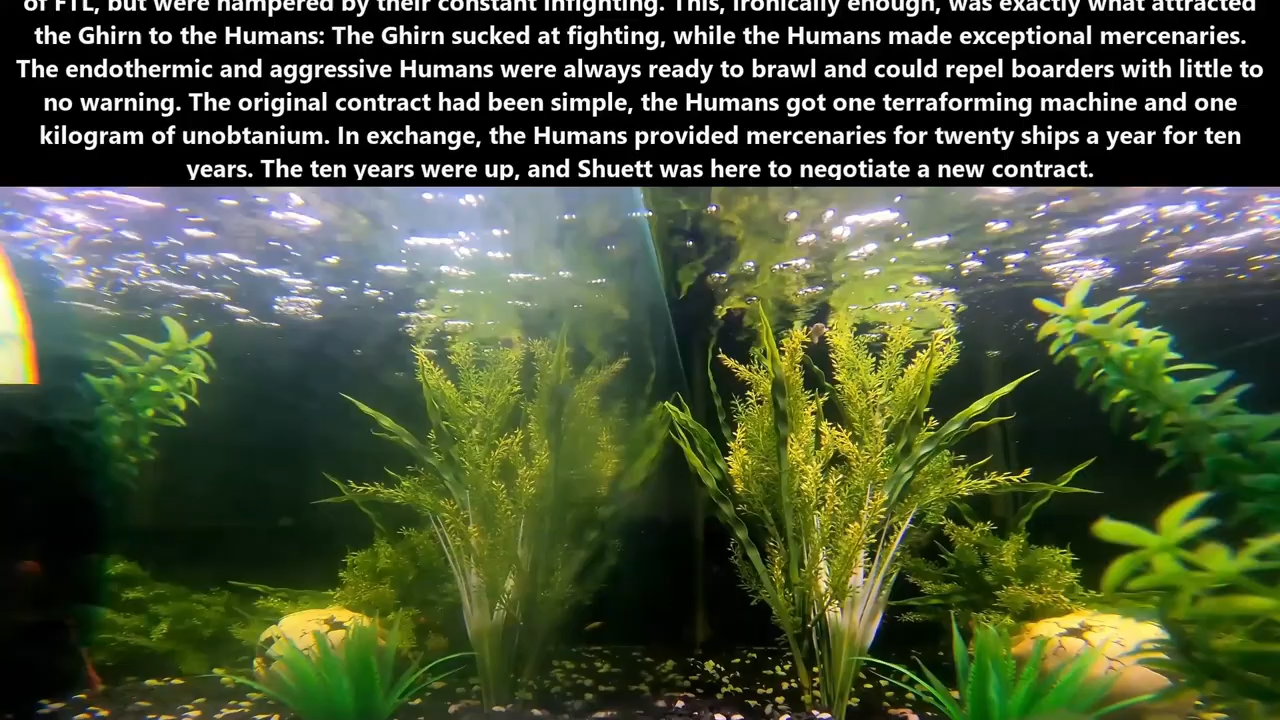 of FTL, but were hampered by their constant infighting. This, ironically enough, was exactly what attracted
the Ghirn to the Humans: The Ghirn sucked at fighting, while the Humans made exceptional mercenaries.
The endothermic and aggressive Humans were always ready to brawl and could repel boarders with little to
no warning. The original contract had been simple, the Humans got one terraforming machine and one
kilogram of unobtanium. In exchange, the Humans provided mercenaries for twenty ships a year for ten
years. The ten years were up, and Shuett was here to negotiate a new contract.